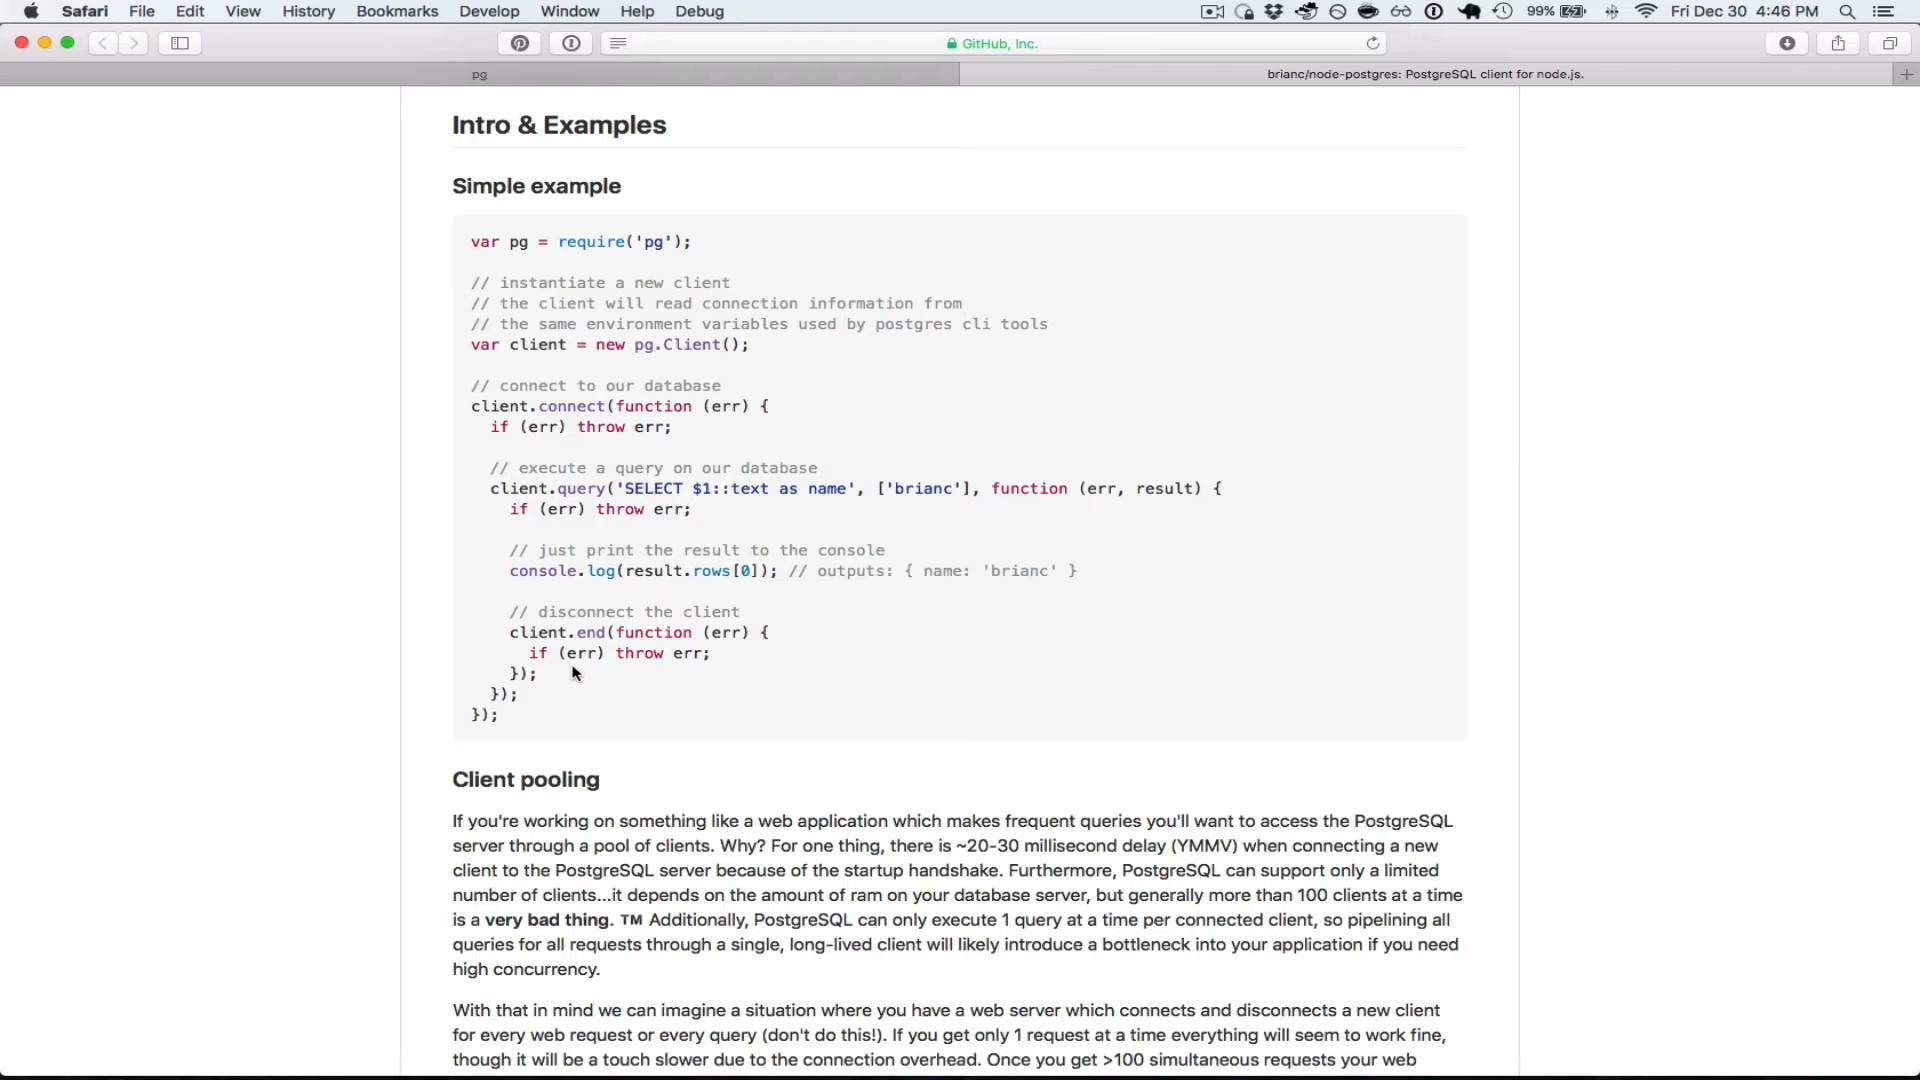 Safari File Edit View History Bookmarks Develop Window Help Debug 99% Fri Dec 30 4:46 PM
GitHub, Inc.
pg
brianc/node-postgres: PostgreSQL client for node.js.
Intro & Examples
Simple example
var pg = require('pg');
// instantiate a new client
// the client will read connection information from
// the same environment variables used by postgres cli tools
var client = new pg.Client();
// connect to our database
client.connect(function (err) {
if (err) throw err;
// execute a query on our database
client.query('SELECT $1::text as name', ['brianc'], function (err, result) {
if (err) throw err;
// just print the result to the console
console.log(result.rows[0]); // outputs: { name: 'brianc' }
// disconnect the client
client.end(function (err) {
if (err) throw err;
});
});
});
Client pooling
If you're working on something like a web application which makes frequent queries you'll want to access the PostgreSQL
server through a pool of clients. Why? For one thing, there is ~20-30 millisecond delay (YMMV) when connecting a new
client to the PostgreSQL server because of the startup handshake. Furthermore, PostgreSQL can support only a limited
number of clients...it depends on the amount of ram on your database server, but generally more than 100 clients at a time
is a very bad thing. ™ Additionally, PostgreSQL can only execute 1 query at a time per connected client, so pipelining all
queries for all requests through a single, long-lived client will likely introduce a bottleneck into your application if you need
high concurrency.
With that in mind we can imagine a situation where you have a web server which connects and disconnects a new client
for every web request or every query (don't do this!). If you get only 1 request at a time everything will seem to work fine,
though it will be a touch slower due to the connection overhead. Once you get >100 simultaneous requests your web